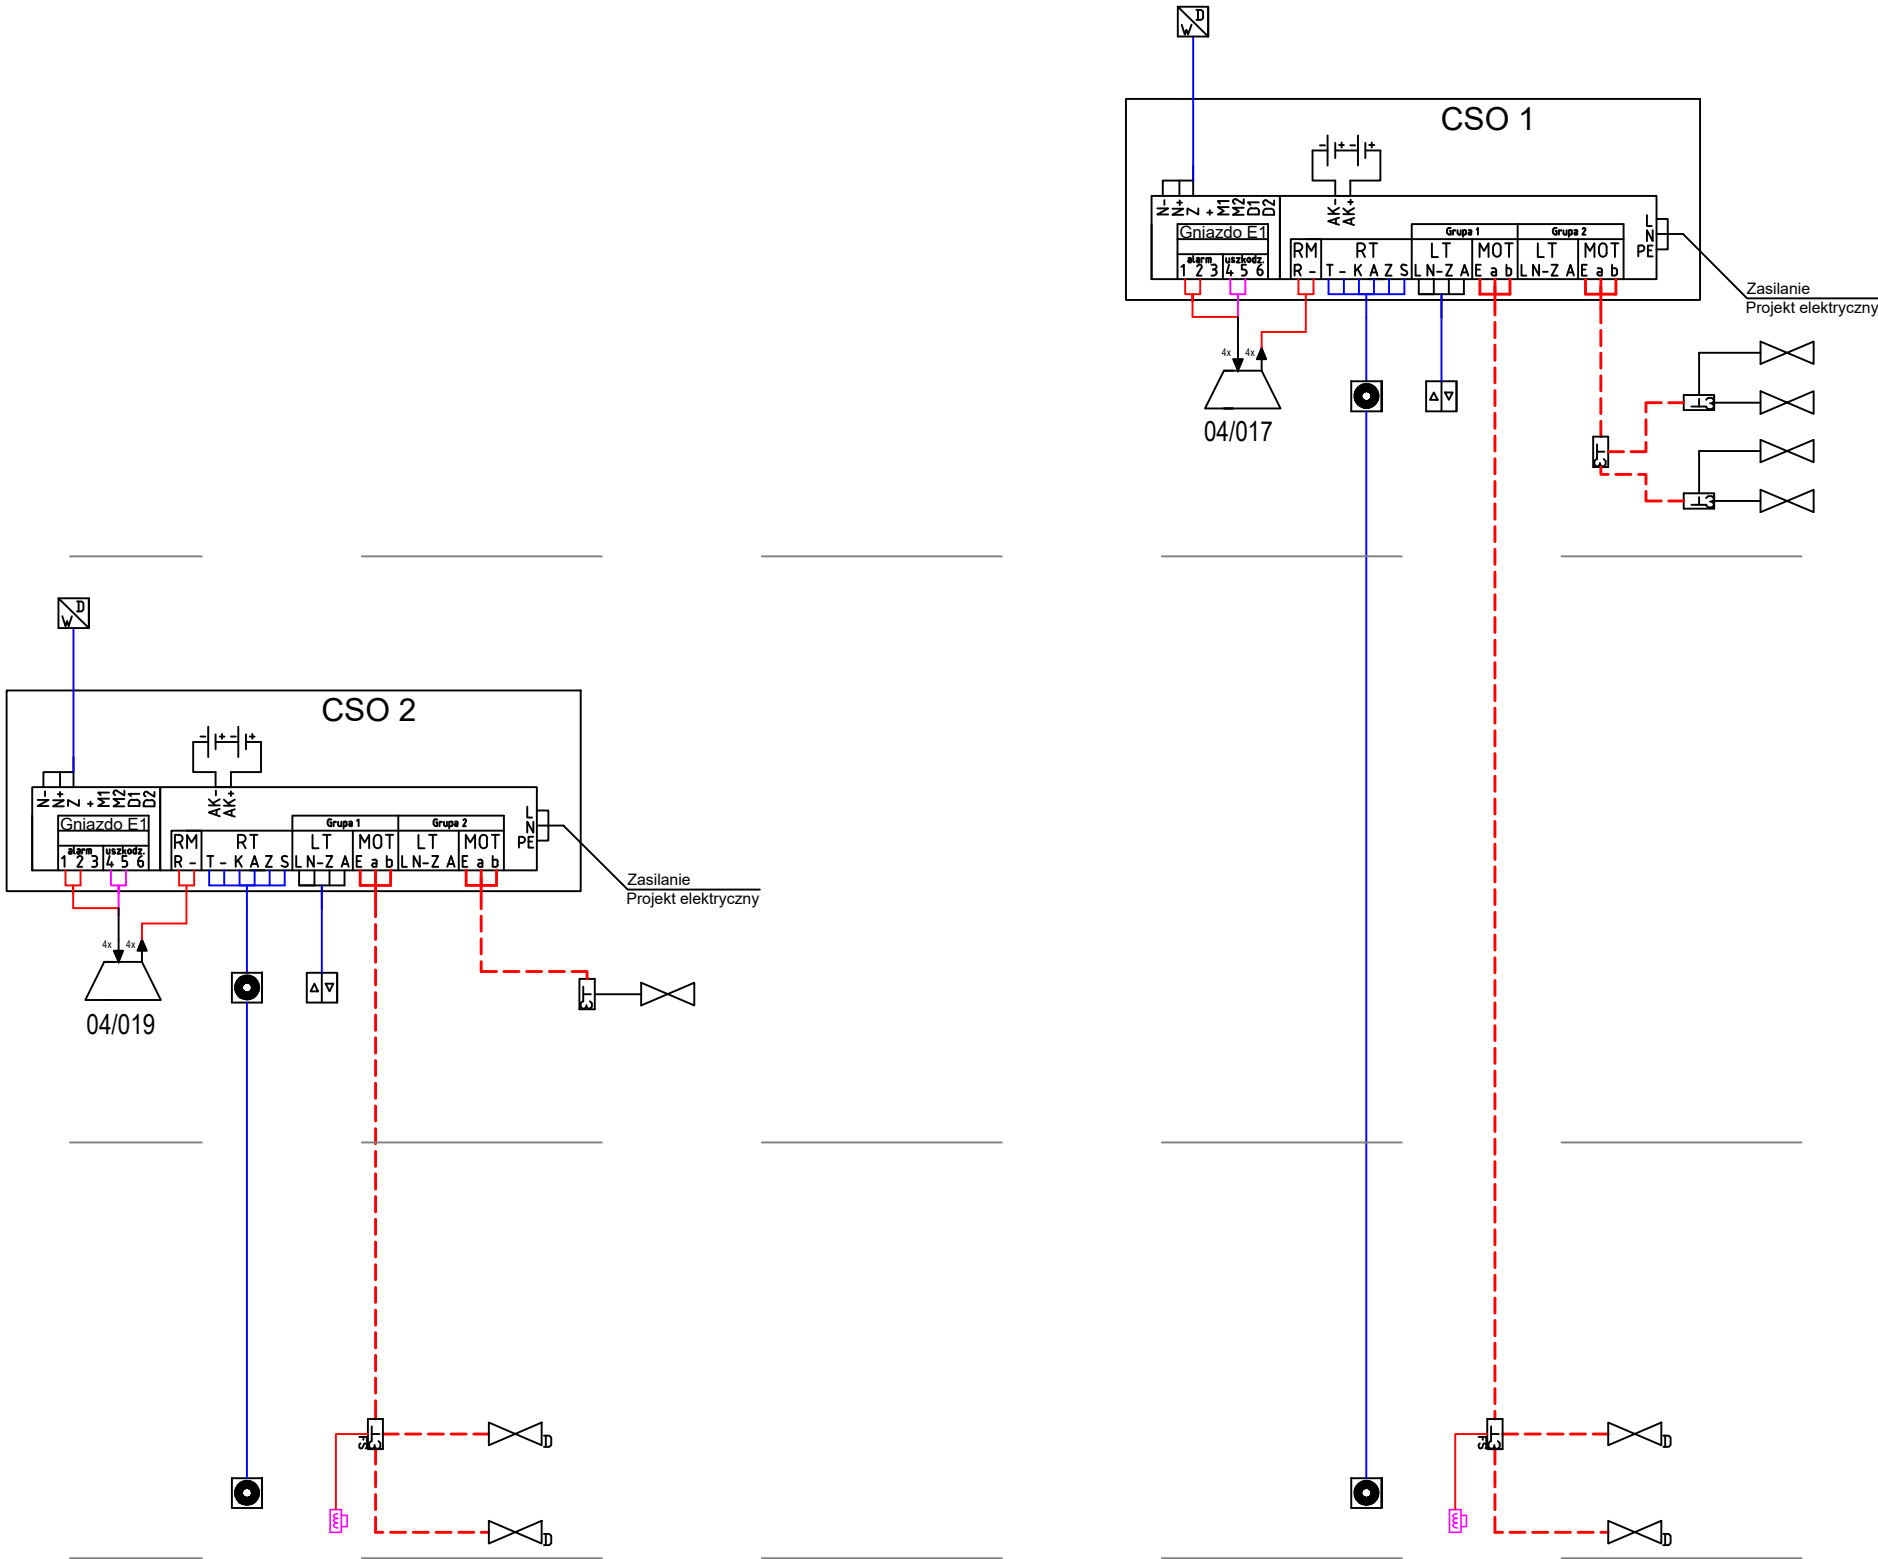 D
W
CSO 1
- + - +
AK-
AK+
N-
N+
Z
+
M1
M2
D1
D2
Gniazdo E1
alarm uszkodz.
1 2 3 4 5 6
Grupa 1 Grupa 2
RM RT LT MOT LT MOT
R - T - K A Z S L N-Z A E a b L N-Z A E a b
L
N
PE
Zasilanie
Projekt elektryczny
4x 4x
04/017
D
W
CSO 2
- + - +
AK-
AK+
N-
N+
Z
+
M1
M2
D1
D2
Gniazdo E1
alarm uszkodz.
1 2 3 4 5 6
Grupa 1 Grupa 2
RM RT LT MOT LT MOT
R - T - K A Z S L N-Z A E a b L N-Z A E a b
L
N
PE
Zasilanie
Projekt elektryczny
4x 4x
04/019
FS
D
D
FS
D
D